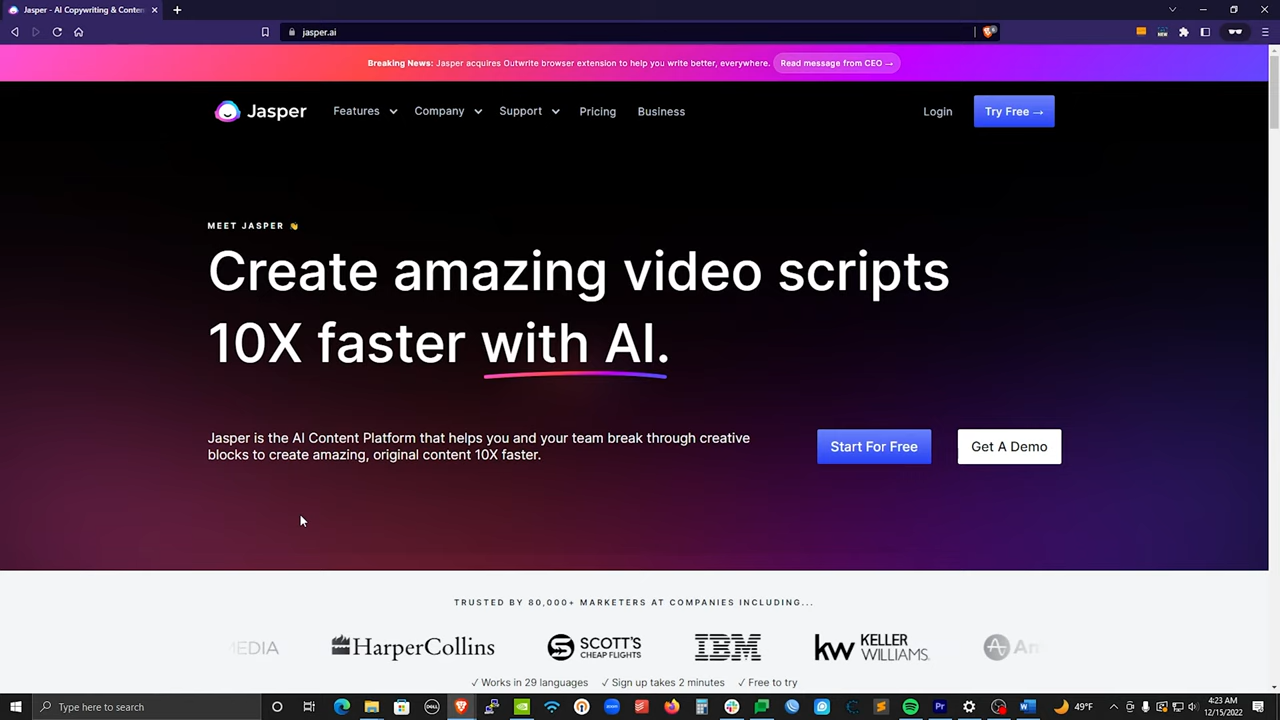 Jasper - AI Copywriting & Conten
jasper.ai
Breaking News: Jasper acquires Outwrite browser extension to help you write better, everywhere. Read message from CEO →
Jasper Features Company Support Pricing Business Login Try Free →
MEET JASPER
Create amazing video scripts
10X faster with AI.
Jasper is the AI Content Platform that helps you and your team break through creative
blocks to create amazing, original content 10X faster.
Start For Free Get A Demo
TRUSTED BY 80,000+ MARKETERS AT COMPANIES INCLUDING...
MEDIA HarperCollins SCOTT'S CHEAP FLIGHTS IBM kw KELLER WILLIAMS. Am
✓ Works in 29 languages ✓ Sign up takes 2 minutes ✓ Free to try
Type here to search
49°F
4:23 AM
12/15/2022